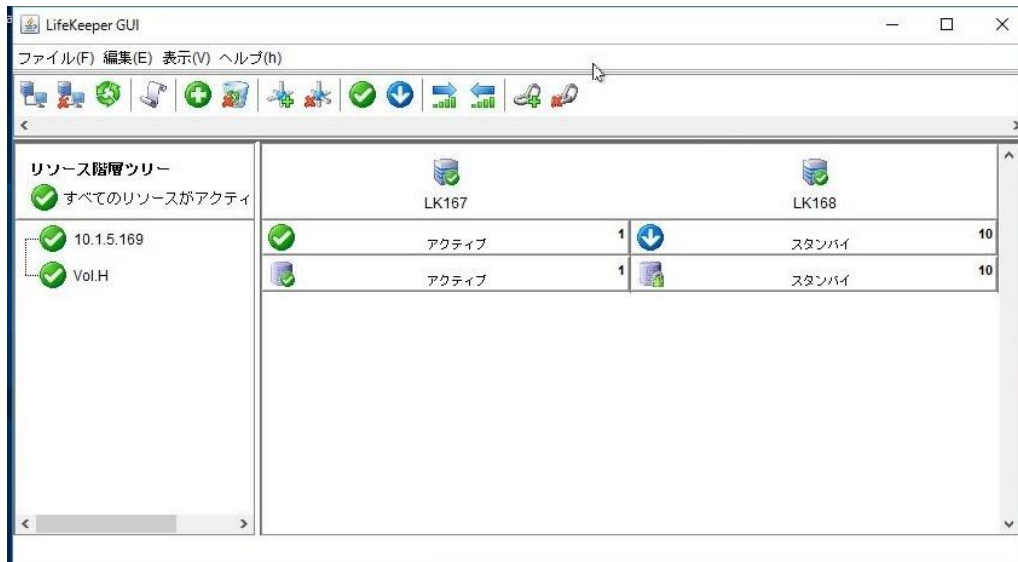 LifeKeeper GUI
ファイル(F) 編集(E) 表示(V) ヘルプ(h)
リソース階層ツリー
すべてのリソースがアクティ
LK167
LK168
10.1.5.169
アクティブ 1
スタンバイ 10
Vol.H
アクティブ 1
スタンバイ 10